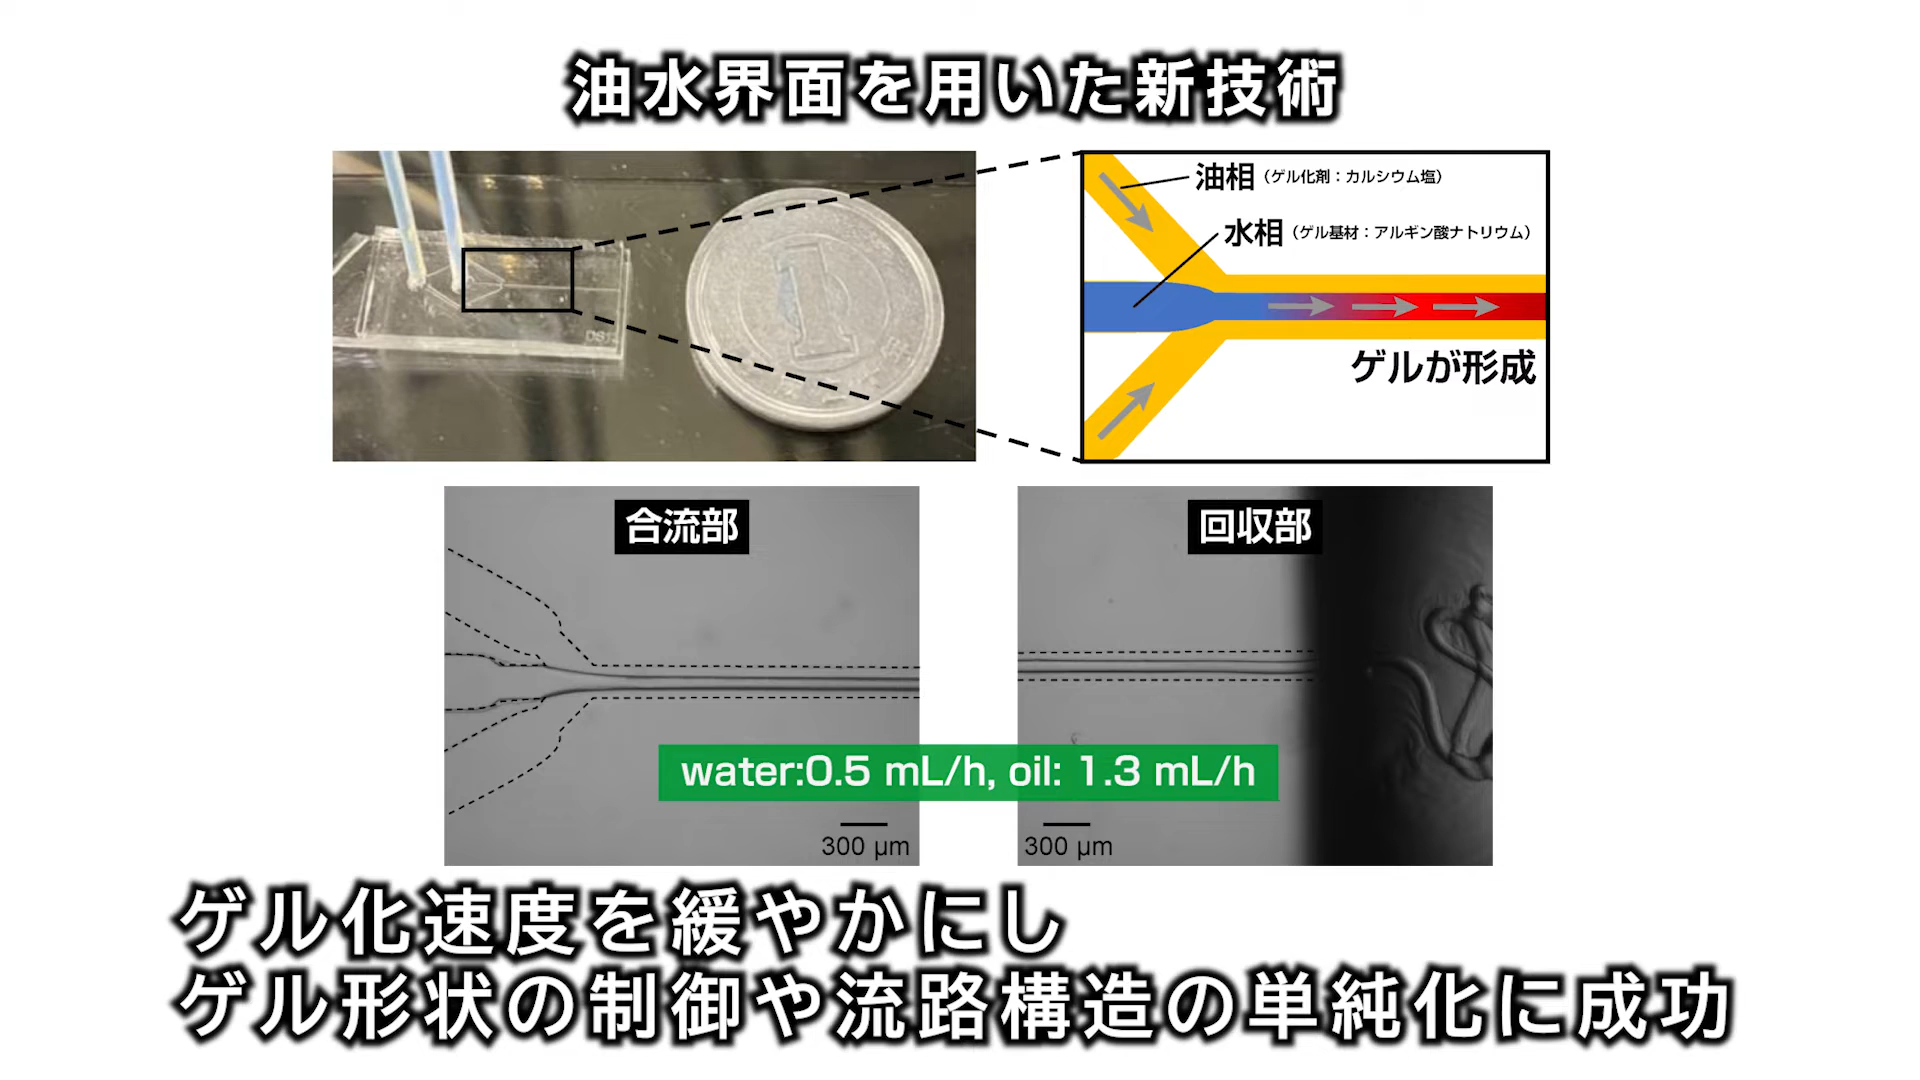 油水界面を用いた新技術
油相（ゲル化剤：カルシウム塩）
水相（ゲル基材：アルギン酸ナトリウム）
ゲルが形成
1
合流部
回収部
water:0.5 mL/h, oil: 1.3 mL/h
300 µm
300 µm
ゲル化速度を緩やかにし
ゲル形状の制御や流路構造の単純化に成功